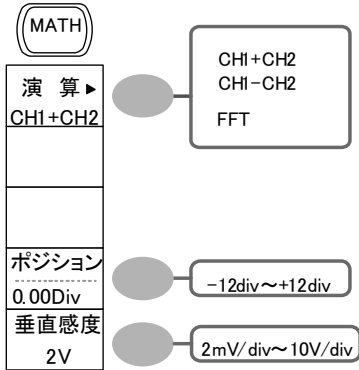 MATH
演 算▶
CH1+CH2
CH1+CH2
CH1-CH2
FFT
ポジション
0.00Div
-12div～+12div
垂直感度
2V
2mV/div～10V/div